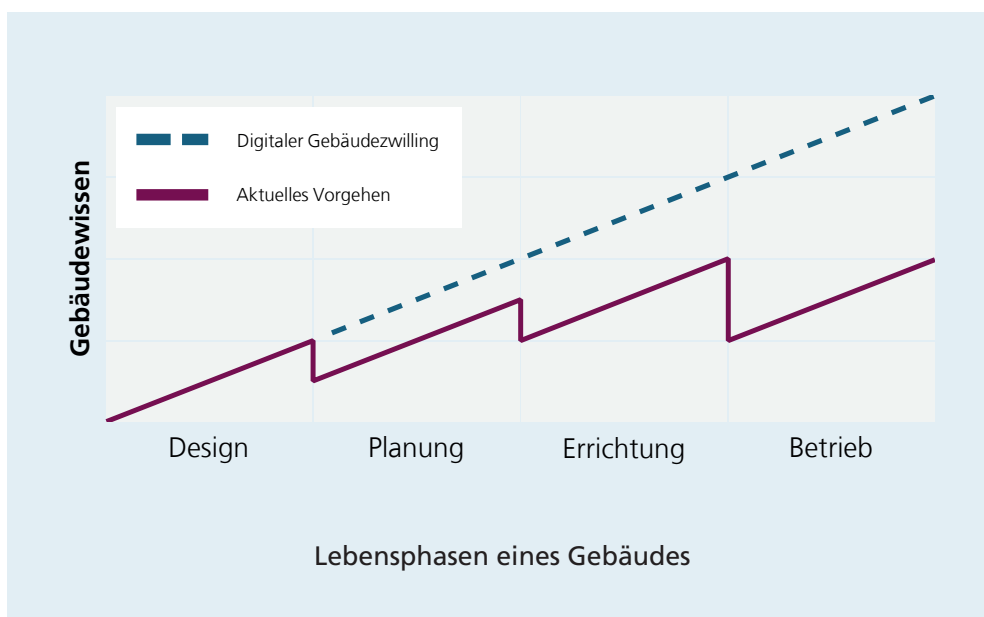 Digitaler Gebäudezwilling
Aktuelles Vorgehen
Gebäudewissen
Design
Planung
Errichtung
Betrieb
Lebensphasen eines Gebäudes